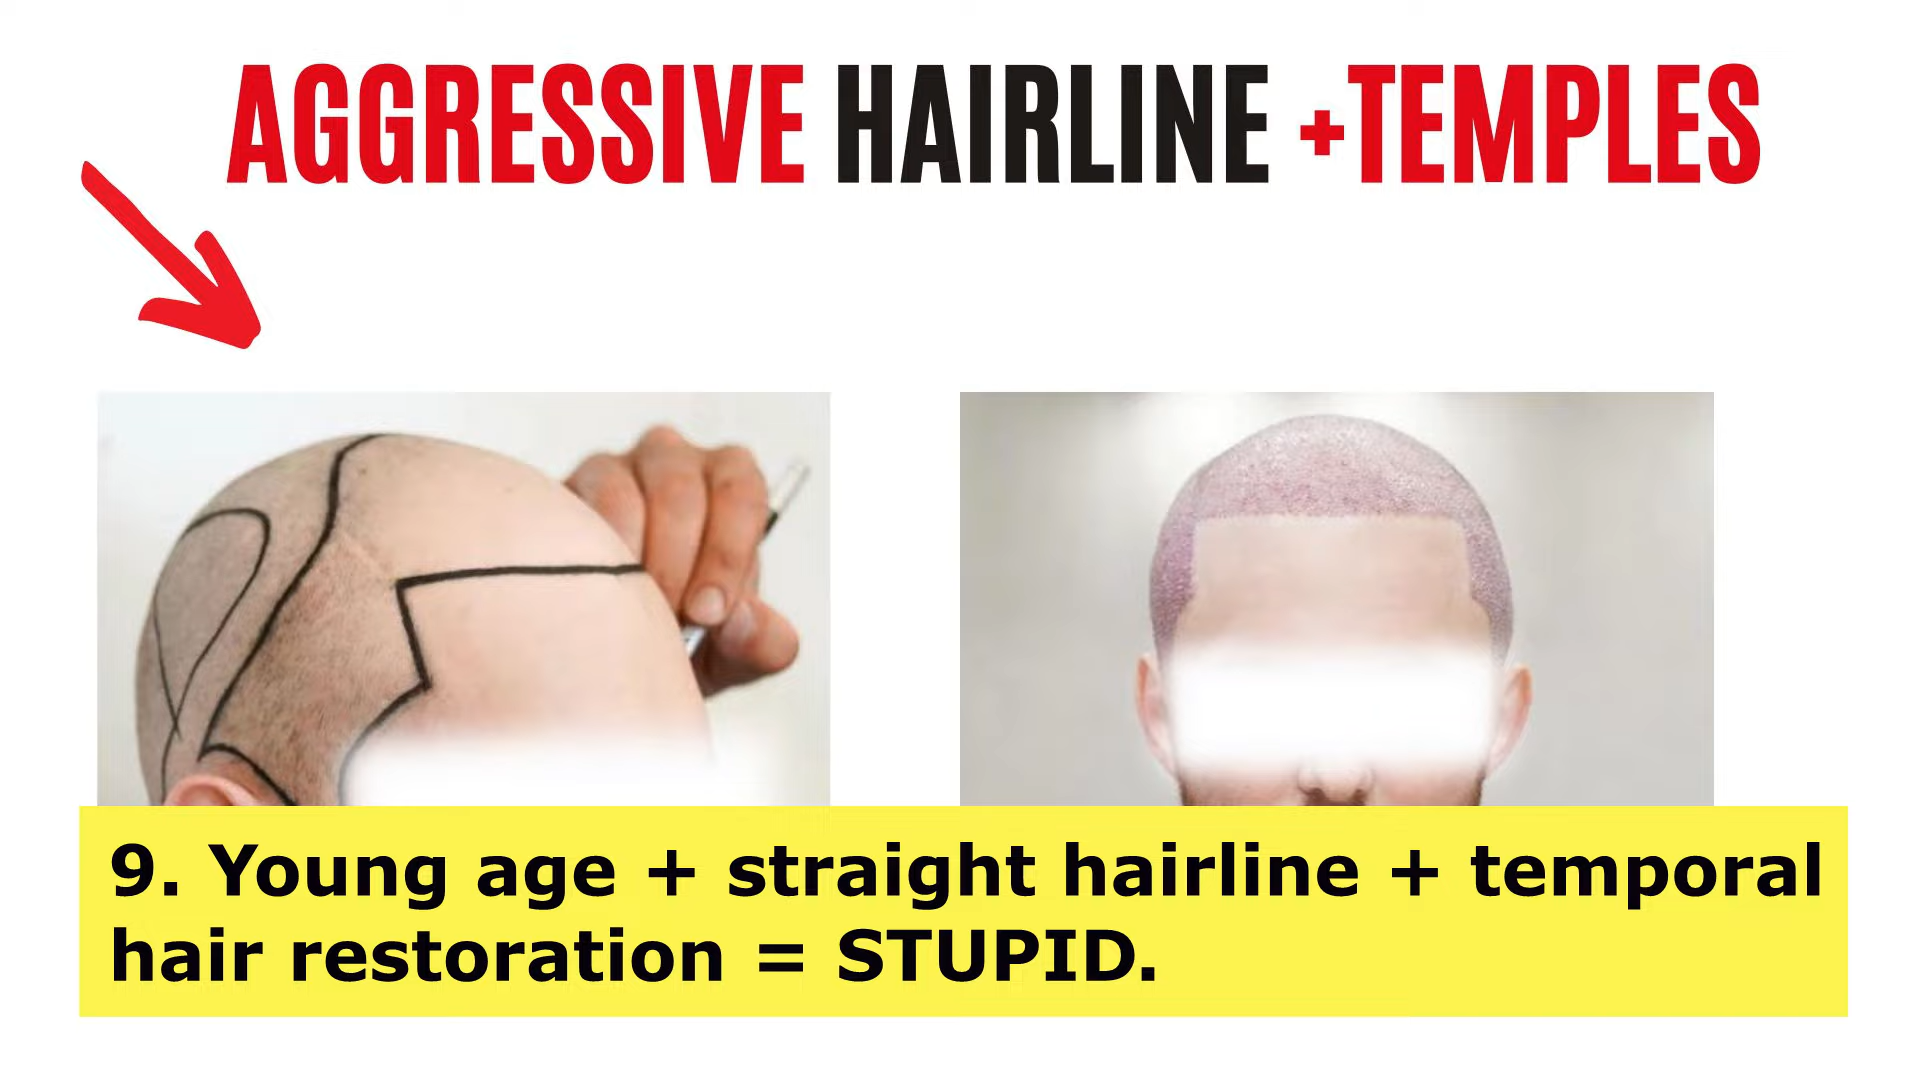 AGGRESSIVE HAIRLINE +TEMPLES
9. Young age + straight hairline + temporal
hair restoration = STUPID.